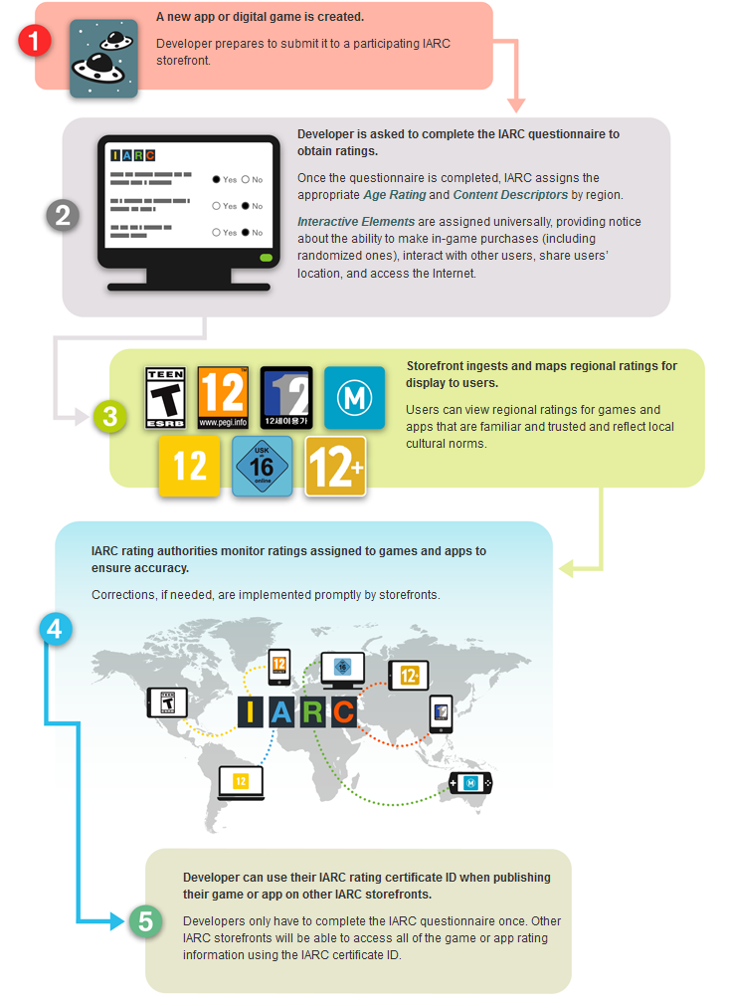 1
A new app or digital game is created.
Developer prepares to submit it to a participating IARC
storefront.
2
IARC
Yes No
Yes No
Yes No
Developer is asked to complete the IARC questionnaire to
obtain ratings.
Once the questionnaire is completed, IARC assigns the
appropriate Age Rating and Content Descriptors by region.
Interactive Elements are assigned universally, providing notice
about the ability to make in-game purchases (including
randomized ones), interact with other users, share users'
location, and access the Internet.
3
TEEN
T
ESRB
12
www.pegi.info
12
12세이용가
M
12
USK
ab
16
online
12+
Storefront ingests and maps regional ratings for
display to users.
Users can view regional ratings for games and
apps that are familiar and trusted and reflect local
cultural norms.
4
IARC rating authorities monitor ratings assigned to games and apps to
ensure accuracy.
Corrections, if needed, are implemented promptly by storefronts.
12
16
12+
T
IARC
12
12
M
5
Developer can use their IARC rating certificate ID when publishing
their game or app on other IARC storefronts.
Developers only have to complete the IARC questionnaire once. Other
IARC storefronts will be able to access all of the game or app rating
information using the IARC certificate ID.